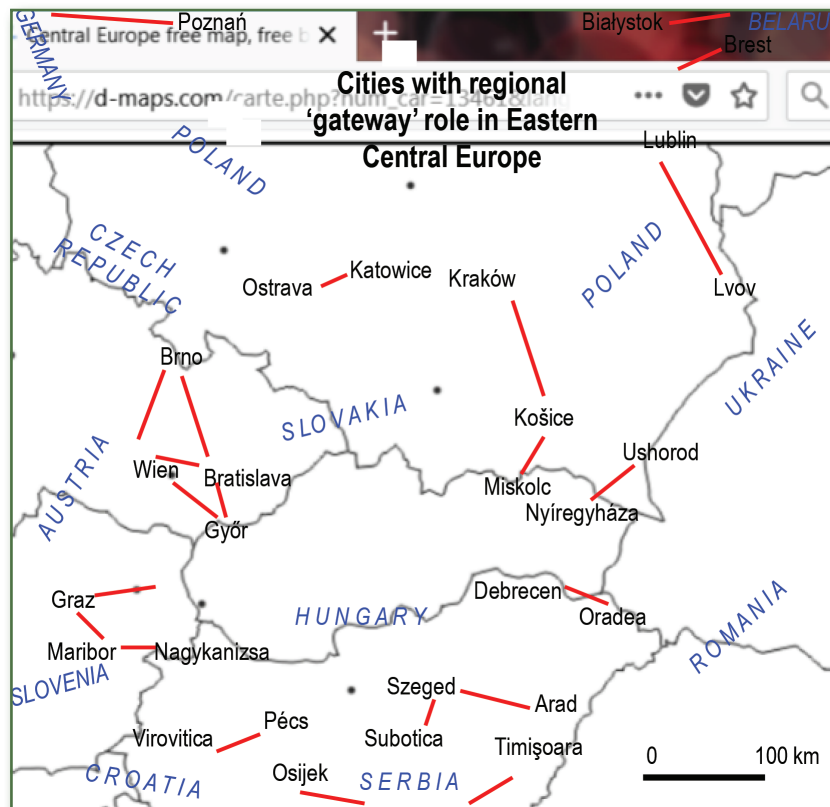 GERMANY
Poznań
Białystok
BELARU
entral Europe free map, free b
Brest
Cities with regional
https://d-maps.com/carte.php?num_car=13461&lang
'gateway' role in Eastern
Central Europe
POLAND
Lublin
CZECH
REPUBLIC
POLAND
Ostrava
Katowice
Kraków
Lvov
UKRAINE
Brno
SLOVAKIA
Košice
AUSTRIA
Wien
Bratislava
Ushorod
Miskolc
Nyíregyháza
Győr
Graz
Debrecen
HUNGARY
Oradea
ROMANIA
Maribor
Nagykanizsa
SLOVENIA
Szeged
Arad
Virovitica
Pécs
Subotica
Timişoara
0
100 km
CROATIA
Osijek
SERBIA